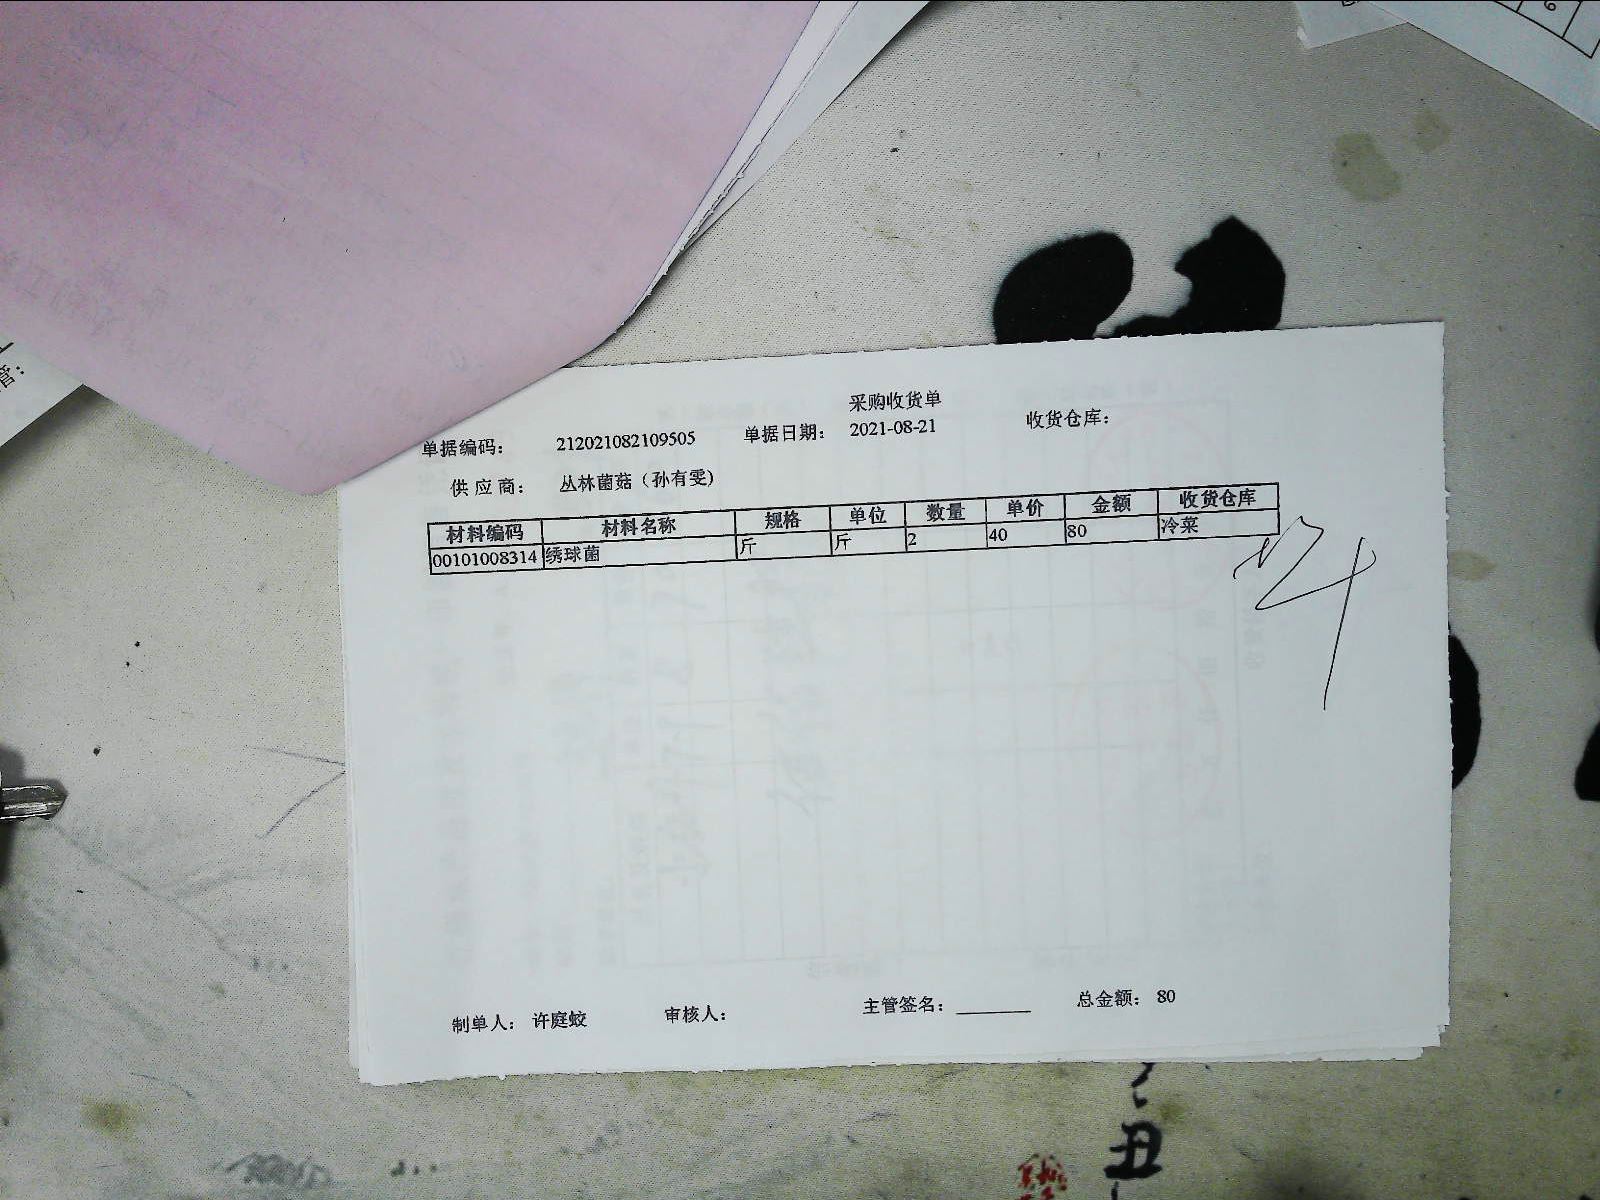 采购收货单
单据编码： 212021082109505 单据日期： 2021-08-21 收货仓库：
供应商： 丛林菌菇（孙有雯)
材料编码 材料名称 规格 单位 数量 单价 金额 收货仓库
00101008314 绣球菌 斤 斤 2 40 80 冷菜
制单人： 许庭蛟 审核人： 主管签名：_______ 总金额： 80
丑